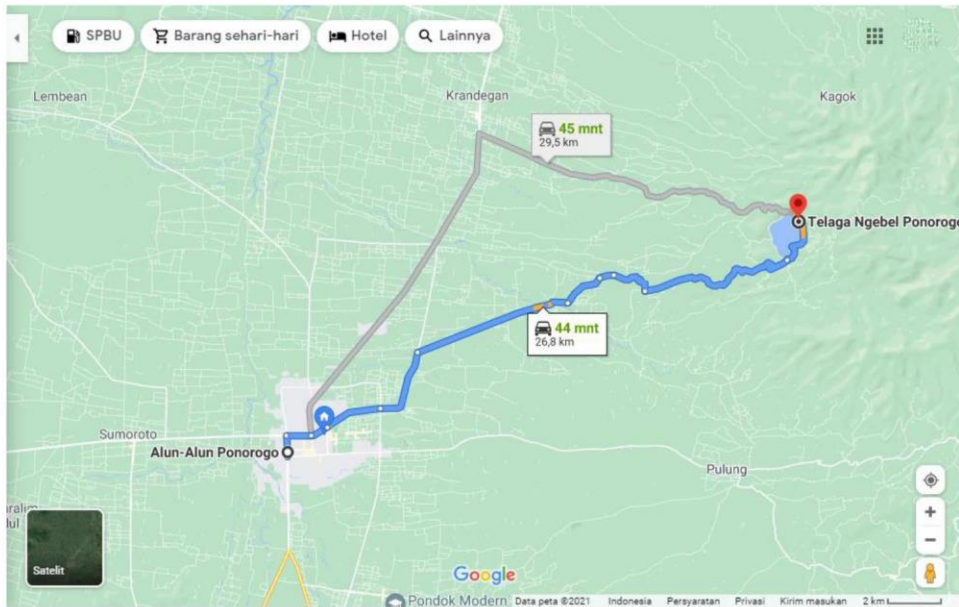 SPBU
Barang sehari-hari
Hotel
Lainnya
Lembean
Krandegan
Kagok
45 mnt
29,5 km
Telaga Ngebel Ponorogo
44 mnt
26,8 km
Sumoroto
Alun-Alun Ponorogo
Pulung
Satelit
Google
Pondok Modern
Data peta ©2021
Indonesia
Persyaratan
Privasi
Kirim masukan
2 km